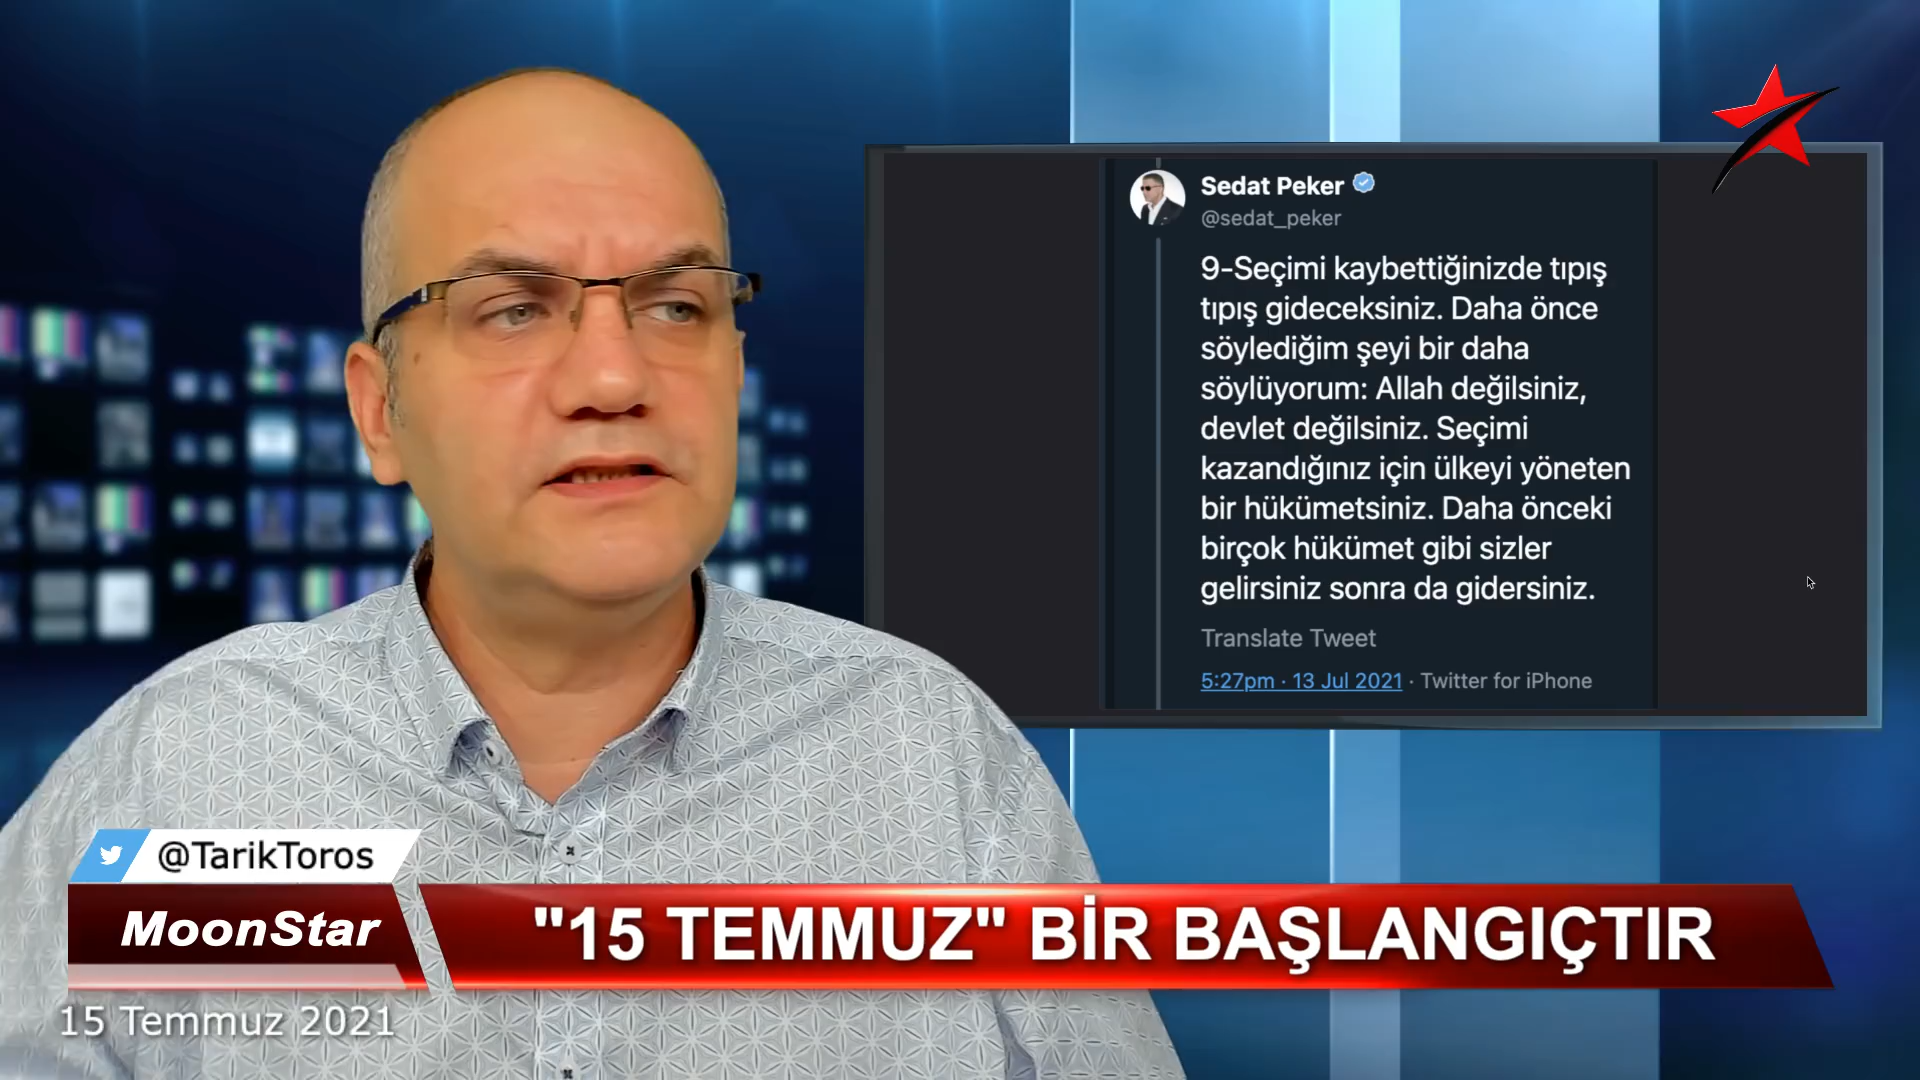 Sedat Peker
@sedat_peker
9-Seçimi kaybettiğinizde tıpış
tıpış gideceksiniz. Daha önce
söylediğim şeyi bir daha
söylüyorum: Allah değilsiniz,
devlet değilsiniz. Seçimi
kazandığınız için ülkeyi yöneten
bir hükümetsiniz. Daha önceki
birçok hükümet gibi sizler
gelirsiniz sonra da gidersiniz.
Translate Tweet
5:27pm · 13 Jul 2021 · Twitter for iPhone
@TarikToros
MoonStar
"15 TEMMUZ" BİR BAŞLANGIÇTIR
15 Temmuz 2021